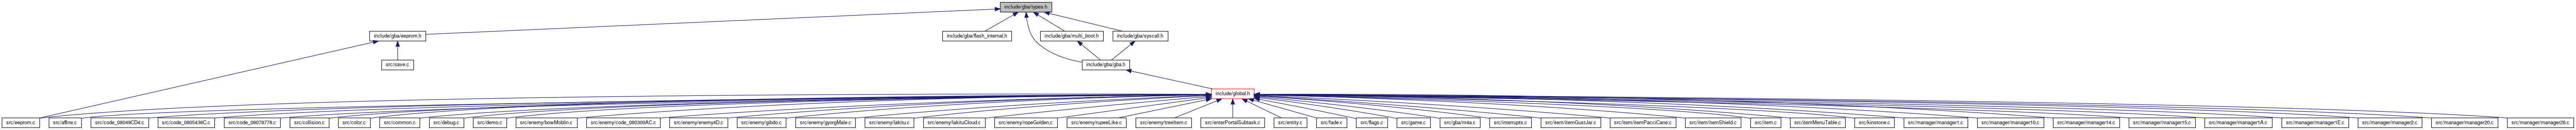 include/gba/types.h
include/gba/eeprom.h
include/gba/flash_internal.h
include/gba/multi_boot.h
include/gba/syscall.h
src/save.c
include/gba/gba.h
include/global.h
src/eeprom.c
src/affine.c
src/code_08049CD4.c
src/code_0805436C.c
src/code_08078778.c
src/collision.c
src/color.c
src/common.c
src/debug.c
src/demo.c
src/enemy/bowMoblin.c
src/enemy/code_080300AC.c
src/enemy/enemy4D.c
src/enemy/gibdo.c
src/enemy/gyorgMale.c
src/enemy/lakitu.c
src/enemy/lakituCloud.c
src/enemy/ropeGolden.c
src/enemy/rupeeLike.c
src/enemy/treeItem.c
src/enterPortalSubtask.c
src/entity.c
src/fade.c
src/flags.c
src/game.c
src/gba/m4a.c
src/interrupts.c
src/item/itemGustJar.c
src/item/itemPacciCane.c
src/item/itemShield.c
src/item.c
src/itemMenuTable.c
src/kinstone.c
src/manager/manager1.c
src/manager/manager10.c
src/manager/manager14.c
src/manager/manager15.c
src/manager/manager1A.c
src/manager/manager1E.c
src/manager/manager2.c
src/manager/manager20.c
src/manager/manager26.c